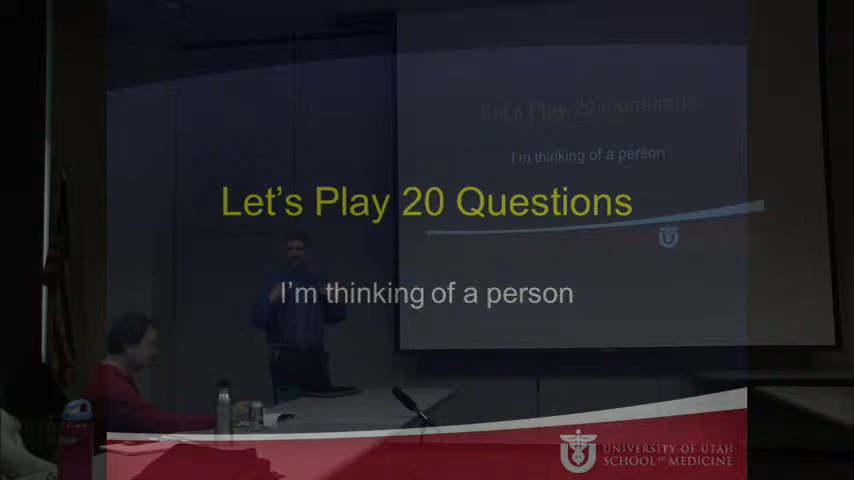 Let's Play 20 Questions
I'm thinking of a person
Let's Play 20 Questions
I'm thinking of a person
UNIVERSITY OF UTAH
SCHOOL OF MEDICINE